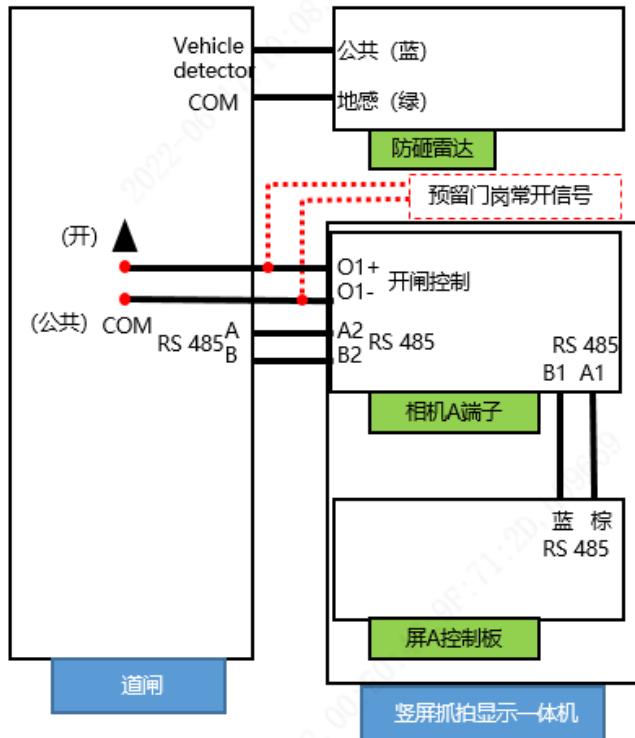 Vehicle
detector
COM
公共（蓝）
地感（绿）
防砸雷达
预留门岗常开信号
(开)
(公共) COM
RS 485
A
B
O1+
O1-
开闸控制
A2
B2
RS 485
RS 485
B1 A1
相机A端子
蓝 棕
RS 485
屏A控制板
道闸
竖屏抓拍显示一体机